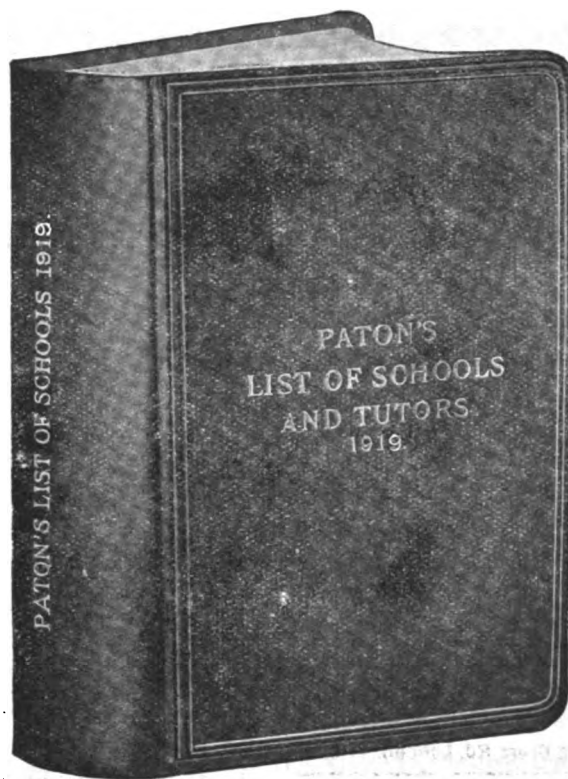 PATON'S LIST OF SCHOOLS 1919.
PATON'S
LIST OF SCHOOLS
AND TUTORS
1919.